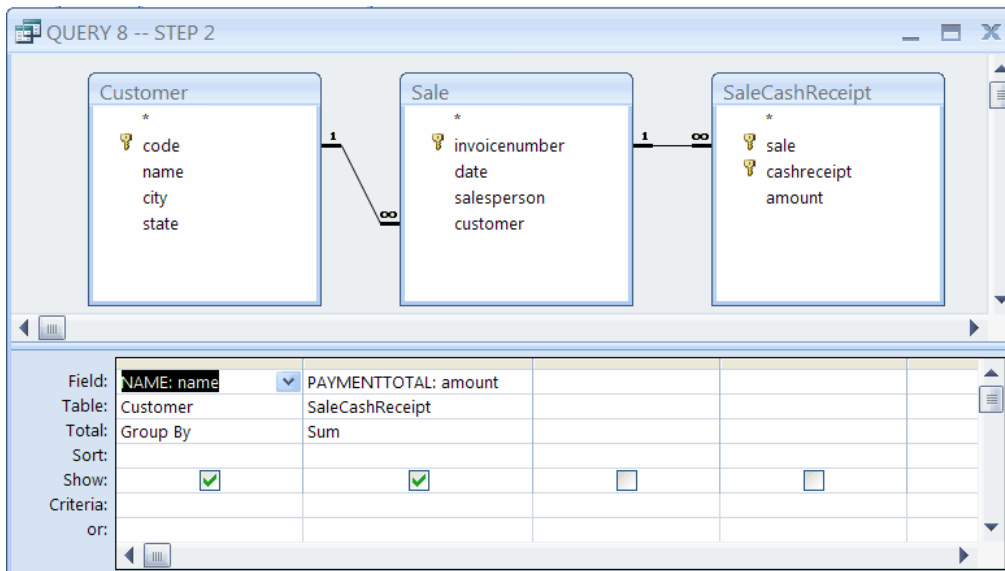 QUERY 8 -- STEP 2
Customer
*
code
name
city
state
1
∞
Sale
*
invoicenumber
date
salesperson
customer
1
∞
SaleCashReceipt
*
sale
cashreceipt
amount
Field: NAME: name PAYMENTTOTAL: amount
Table: Customer SaleCashReceipt
Total: Group By Sum
Sort:
Show:
Criteria:
or: